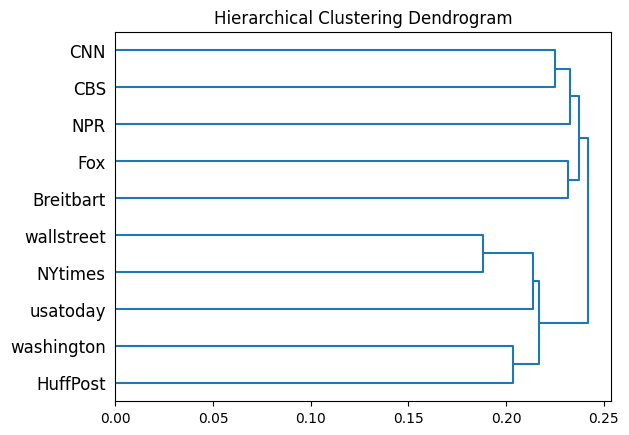 Hierarchical Clustering Dendrogram
CNN
CBS
NPR
Fox
Breitbart
wallstreet
NYtimes
usatoday
washington
HuffPost
0.00 0.05 0.10 0.15 0.20 0.25